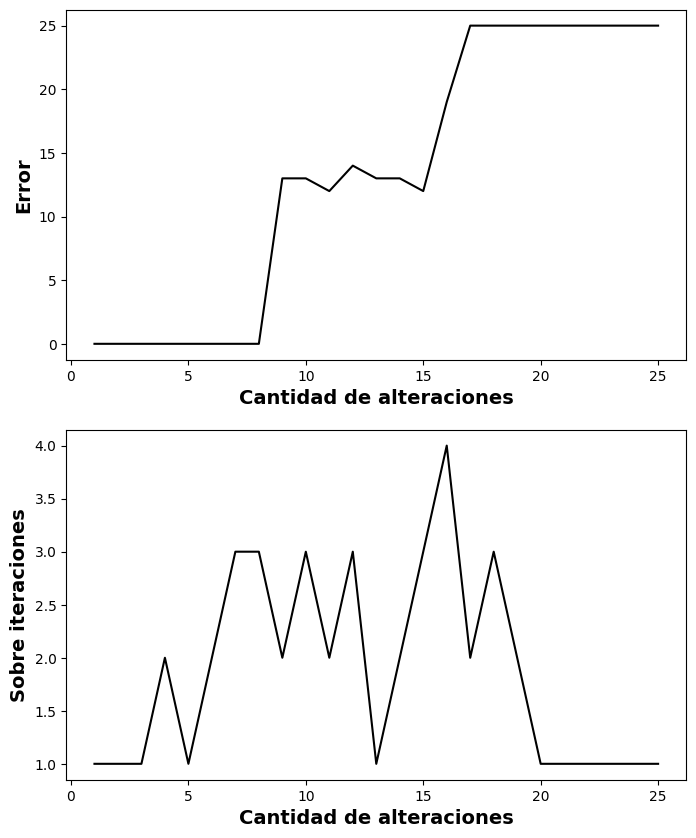 25
20
15
10
5
0
Error
0 5 10 15 20 25
Cantidad de alteraciones
4.0
3.5
3.0
2.5
2.0
1.5
1.0
Sobre iteraciones
0 5 10 15 20 25
Cantidad de alteraciones